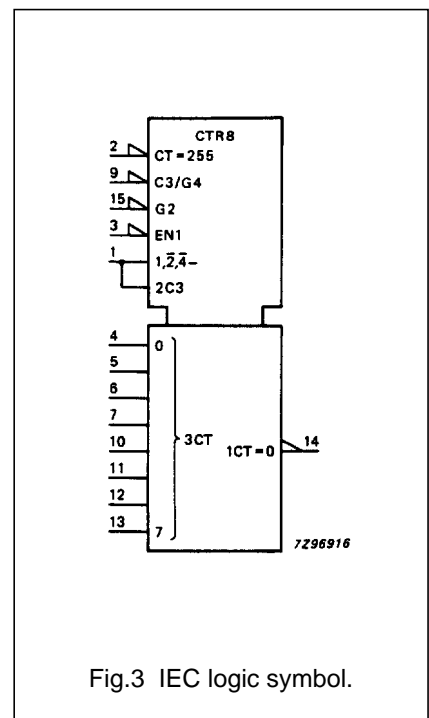 CTR8
2 CT=255
9 C3/G4
15 G2
3 EN1
1 1,2̅,4̅–
2C3
4 0
5
6
7
10 3CT 1CT=0 14
11
12
13 7
7Z96916
Fig.3 IEC logic symbol.